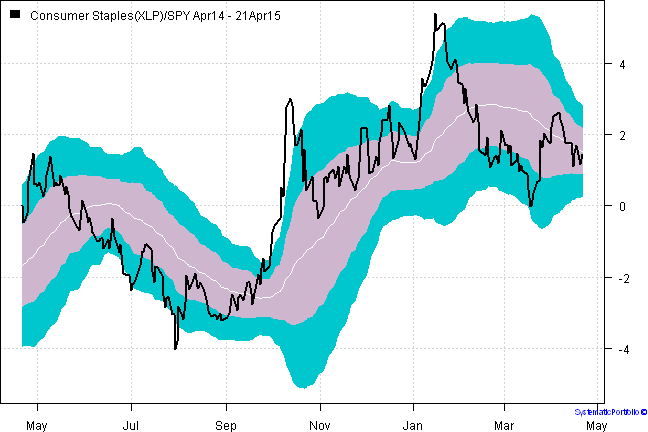 Consumer Staples(XLP)/SPY Apr14 - 21Apr15
4
2
0
-2
-4
SystematicPortfolio ©
May Jul Sep Nov Jan Mar May